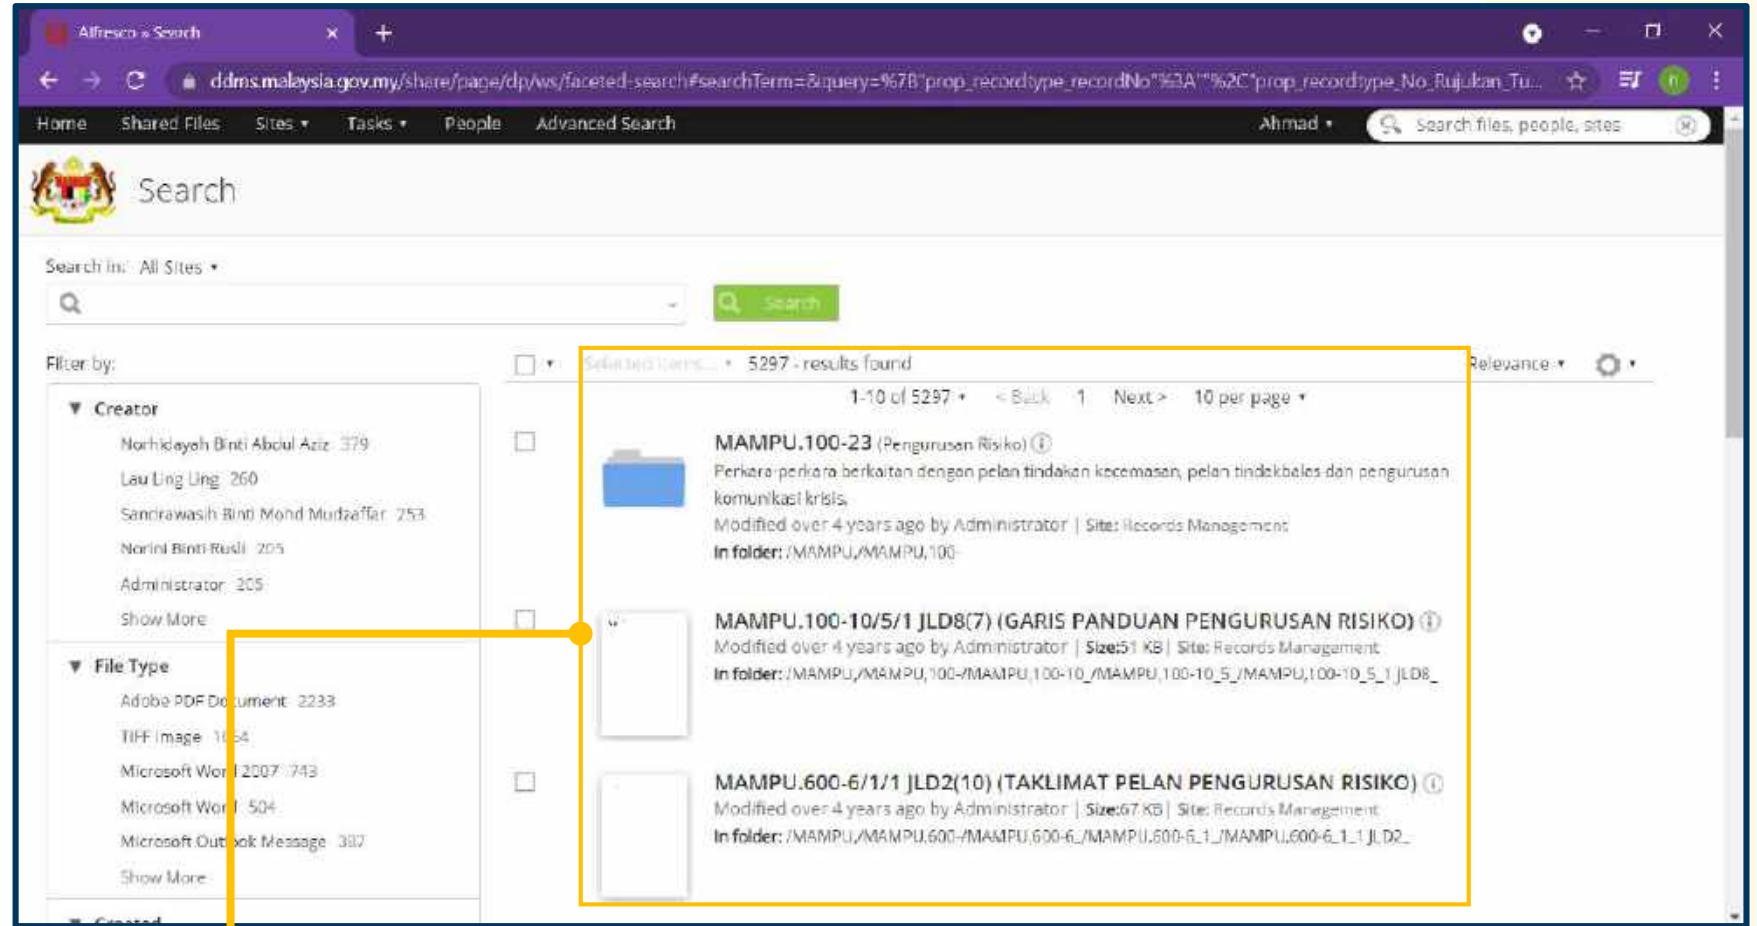 Alfresco » Search
ddms.malaysia.gov.my/share/page/dp/ws/faceted-search#searchTerm=&query=%7B"prop_recordtype_recordNo"%3A""%2C"prop_recordtype_No_Rujukan_Tu...
Home Shared Files Sites Tasks People Advanced Search Ahmad Search files, people, sites
Search
Search in: All Sites
Search
Filter by:
Selected items... 5297 - results found Relevance
1-10 of 5297 < Back 1 Next > 10 per page
Creator
Norhidayah Binti Abdul Aziz 379
Lau Ling Ling 260
Sandrawasih Binti Mohd Mudzaffar 253
Norini Binti Rusli 205
Administrator 205
Show More
File Type
Adobe PDF Document 2233
TIFF Image
Microsoft Word 2007 743
Microsoft Word 504
Microsoft Outlook Message
Show More
Created
MAMPU.100-23 (Pengurusan Risiko)
Perkara-perkara berkaitan dengan pelan tindakan kecemasan, pelan tindakbalas dan pengurusan
komunikasi krisis.
Modified over 4 years ago by Administrator | Site: Records Management
In folder: /MAMPU,/MAMPU,100-
MAMPU.100-10/5/1 JLD8(7) (GARIS PANDUAN PENGURUSAN RISIKO)
Modified over 4 years ago by Administrator | Size:51 KB | Site: Records Management
In folder: /MAMPU,/MAMPU,100-/MAMPU,100-10_/MAMPU,100-10_5_/MAMPU,100-10_5_1 JLD8_
MAMPU.600-6/1/1 JLD2(10) (TAKLIMAT PELAN PENGURUSAN RISIKO)
Modified over 4 years ago by Administrator | Size:67 KB | Site: Records Management
In folder: /MAMPU,/MAMPU,600-/MAMPU,600-6_/MAMPU,600-6_1_/MAMPU,600-6_1_1 JLD2_